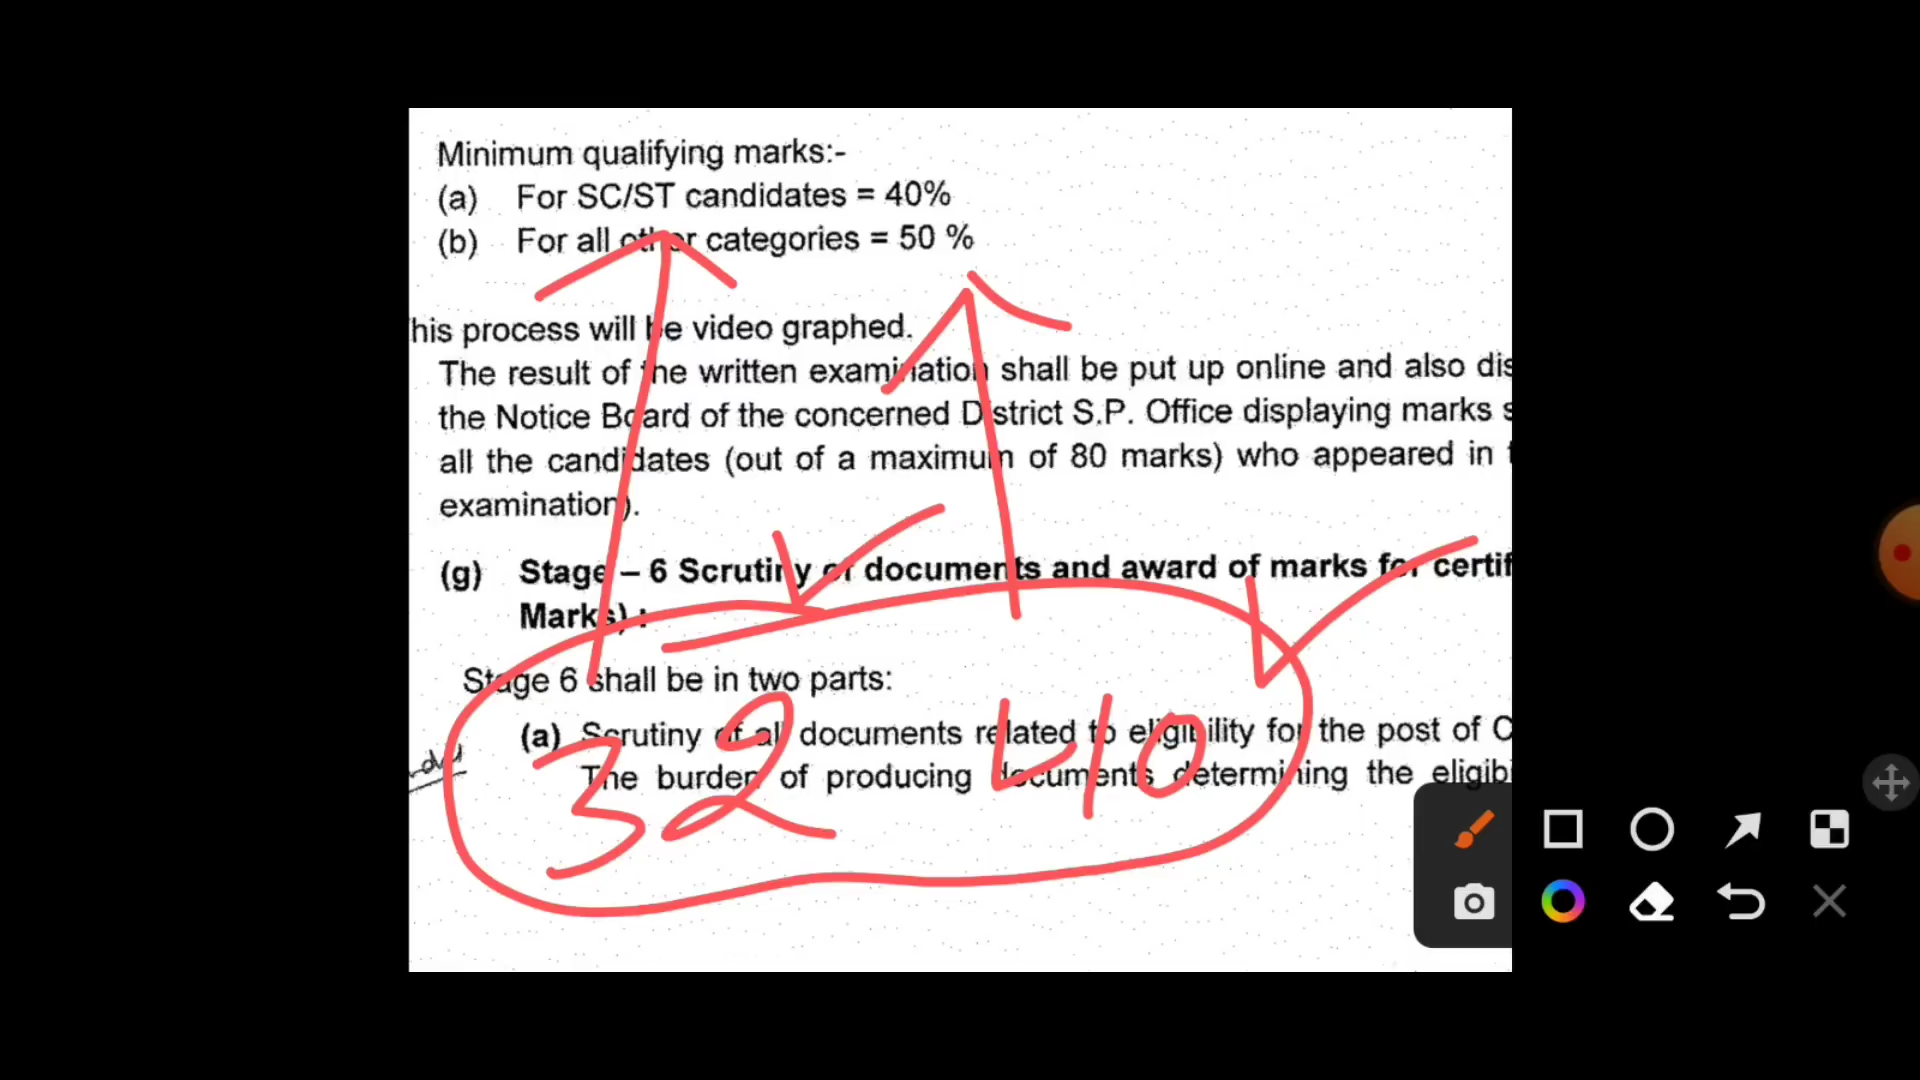 Minimum qualifying marks:-
(a) For SC/ST candidates = 40%
(b) For all other categories = 50 %
his process will be video graphed.
The result of the written examination shall be put up online and also dis
the Notice Board of the concerned District S.P. Office displaying marks s
all the candidates (out of a maximum of 80 marks) who appeared in t
examination).
(g) Stage – 6 Scrutiny of documents and award of marks for certif
Marks) :
Stage 6 shall be in two parts:
(a) Scrutiny of all documents related to eligibility for the post of C
The burden of producing documents determining the eligibi
32 40